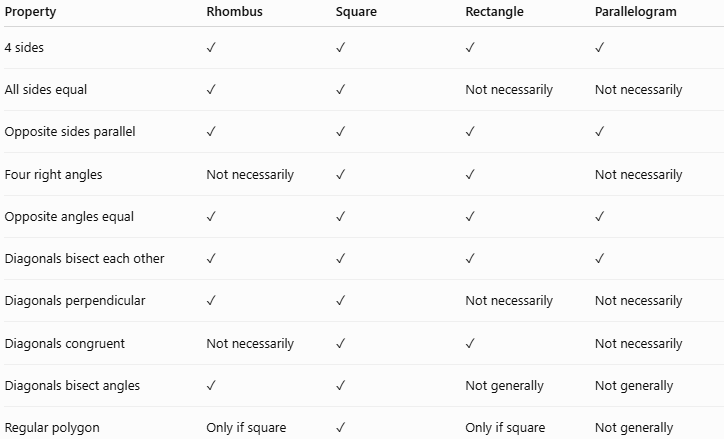 Property Rhombus Square Rectangle Parallelogram
4 sides ✓ ✓ ✓ ✓
All sides equal ✓ ✓ Not necessarily Not necessarily
Opposite sides parallel ✓ ✓ ✓ ✓
Four right angles Not necessarily ✓ ✓ Not necessarily
Opposite angles equal ✓ ✓ ✓ ✓
Diagonals bisect each other ✓ ✓ ✓ ✓
Diagonals perpendicular ✓ ✓ Not necessarily Not necessarily
Diagonals congruent Not necessarily ✓ ✓ Not necessarily
Diagonals bisect angles ✓ ✓ Not generally Not generally
Regular polygon Only if square ✓ Only if square Not generally